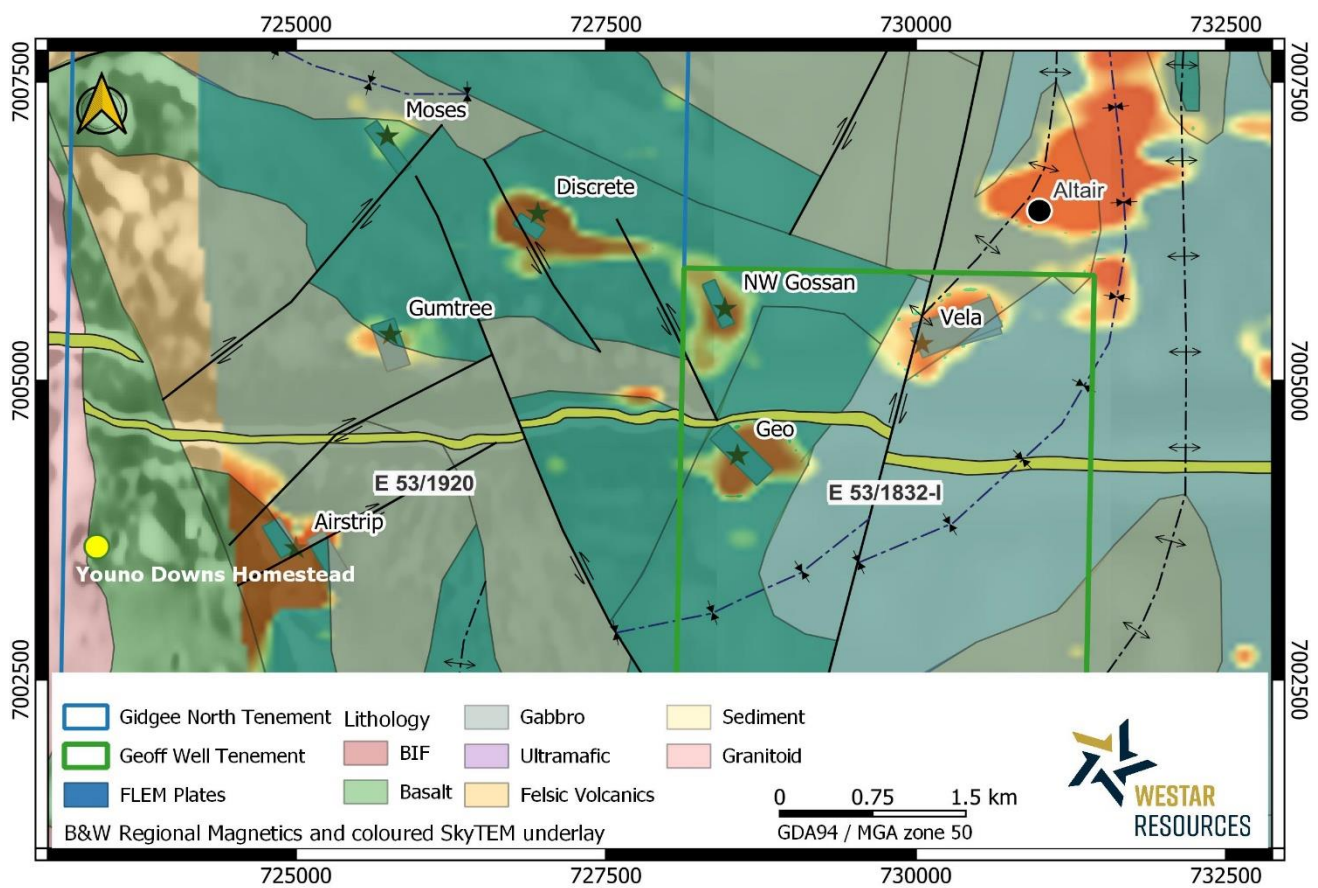 725000 727500 730000 732500
7007500 7007500
Moses
Discrete
Altair
NW Gossan
Gumtree
Vela
7005000 7005000
Geo
E 53/1920
E 53/1832-I
Airstrip
Youno Downs Homestead
7002500 7002500
Gidgee North Tenement
Geoff Well Tenement
FLEM Plates
Lithology
BIF
Basalt
Gabbro
Ultramafic
Felsic Volcanics
Sediment
Granitoid
B&W Regional Magnetics and coloured SkyTEM underlay
0 0.75 1.5 km
GDA94 / MGA zone 50
WESTAR
RESOURCES
725000 727500 730000 732500